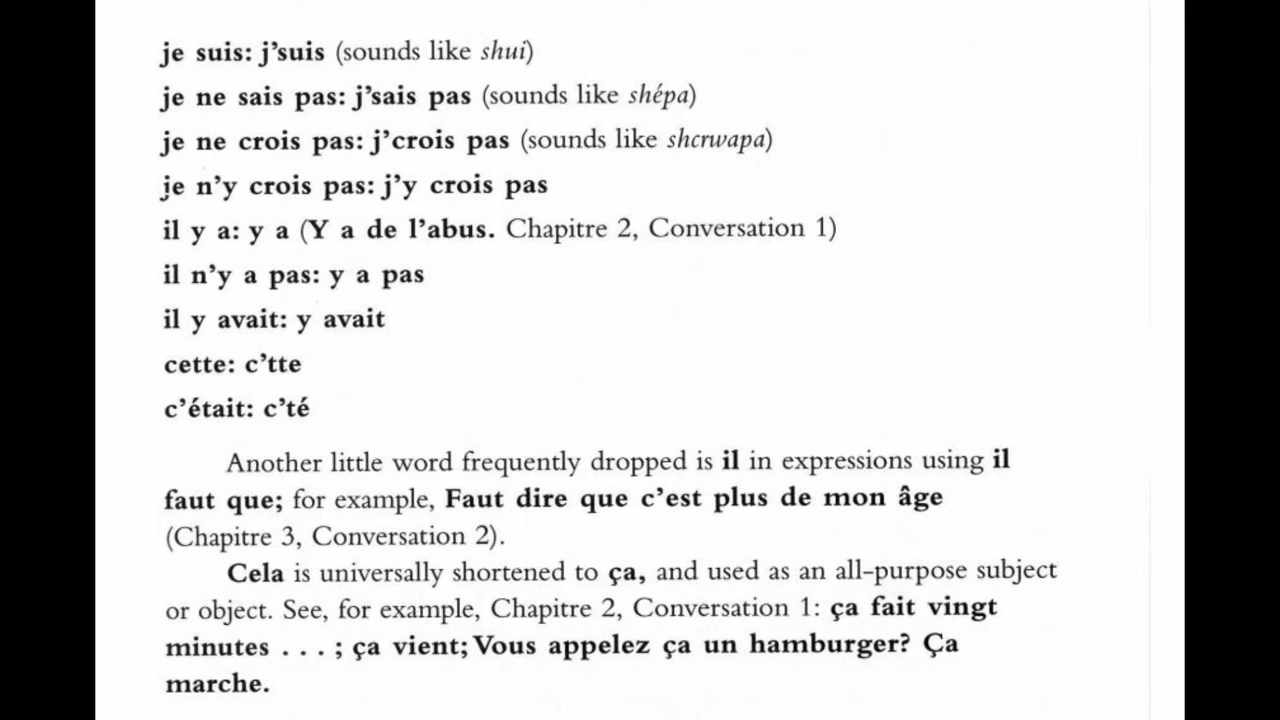 je suis: j'suis (sounds like shui)
je ne sais pas: j'sais pas (sounds like shépa)
je ne crois pas: j'crois pas (sounds like shcrwapa)
je n'y crois pas: j'y crois pas
il y a: y a (Y a de l'abus. Chapitre 2, Conversation 1)
il n'y a pas: y a pas
il y avait: y avait
cette: c'tte
c'était: c'té
Another little word frequently dropped is il in expressions using il
faut que; for example, Faut dire que c'est plus de mon âge
(Chapitre 3, Conversation 2).
Cela is universally shortened to ça, and used as an all-purpose subject
or object. See, for example, Chapitre 2, Conversation 1: ça fait vingt
minutes . . . ; ça vient; Vous appelez ça un hamburger? Ça
marche.